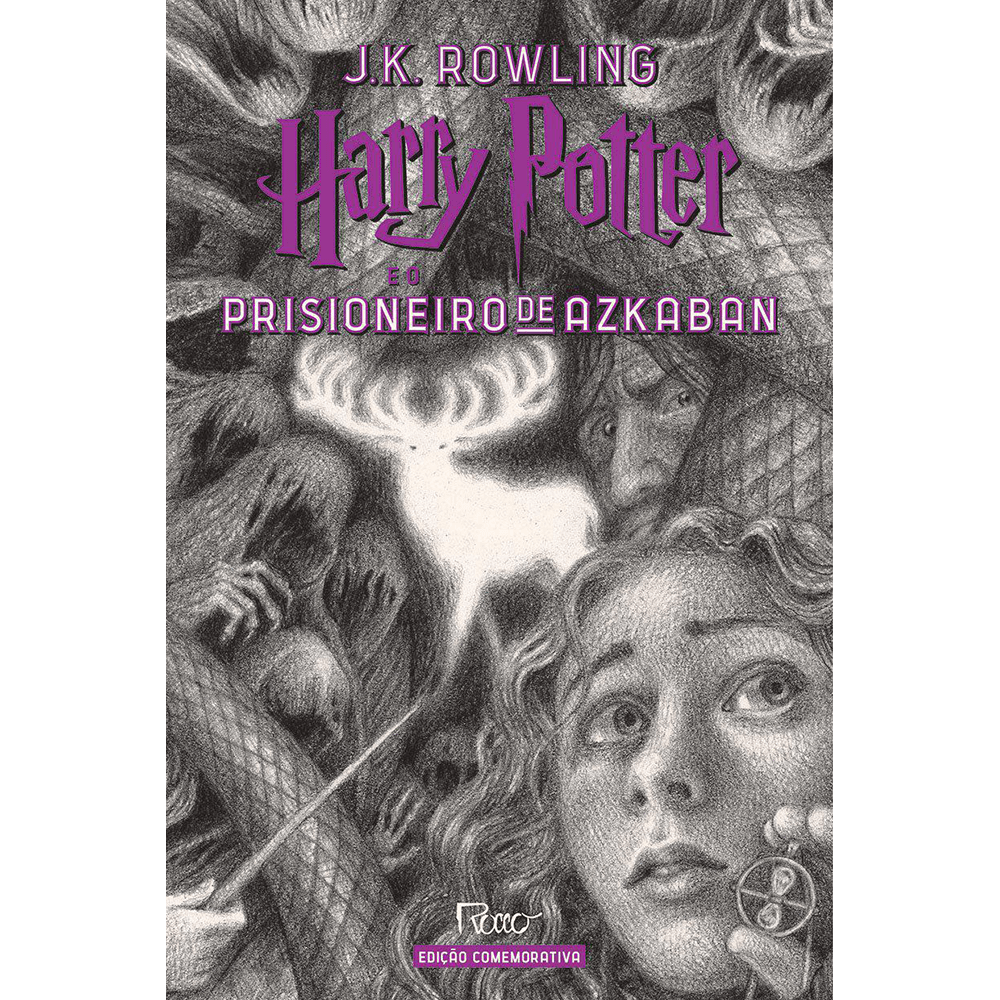 J.K. ROWLING
Harry Potter
E O
PRISIONEIRO DE AZKABAN
Rocco
EDIÇÃO COMEMORATIVA